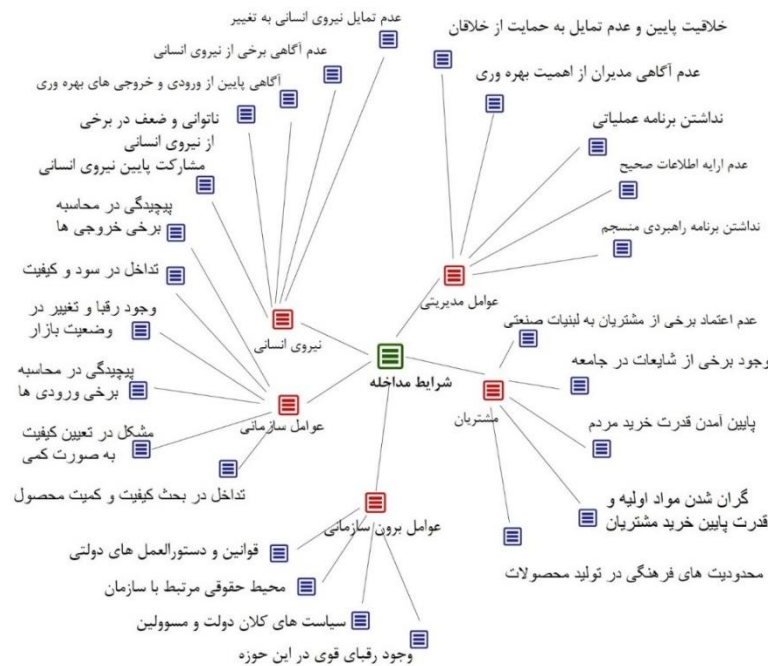 عدم تمایل نیروی انسانی به تغییر
عدم آگاهی برخی از نیروی انسانی
آگاهی پایین از ورودی و خروجی های بهره وری
ناتوانی و ضعف در برخی
از نیروی انسانی
مشارکت پایین نیروی انسانی
نیروی انسانی
خلاقیت پایین و عدم تمایل به حمایت از خلاقان
عدم آگاهی مدیران از اهمیت بهره وری
نداشتن برنامه عملیاتی
عدم ارایه اطلاعات صحیح
نداشتن برنامه راهبردی منسجم
عوامل مدیریتی
شرایط مداخله
پیچیدگی در محاسبه
برخی خروجی ها
تداخل در سود و کیفیت
وجود رقبا و تغییر در
وضعیت بازار
پیچیدگی در محاسبه
برخی ورودی ها
مشکل در تعیین کیفیت
به صورت کمی
تداخل در بحث کیفیت و کمیت محصول
عوامل سازمانی
عدم اعتماد برخی از مشتریان به لبنیات صنعتی
وجود برخی از شایعات در جامعه
پایین آمدن قدرت خرید مردم
گران شدن مواد اولیه و
قدرت پایین خرید مشتریان
محدودیت های فرهنگی در تولید محصولات
مشتریان
عوامل برون سازمانی
قوانین و دستورالعمل های دولتی
محیط حقوقی مرتبط با سازمان
سیاست های کلان دولت و مسوولین
وجود رقبای قوی در این حوزه